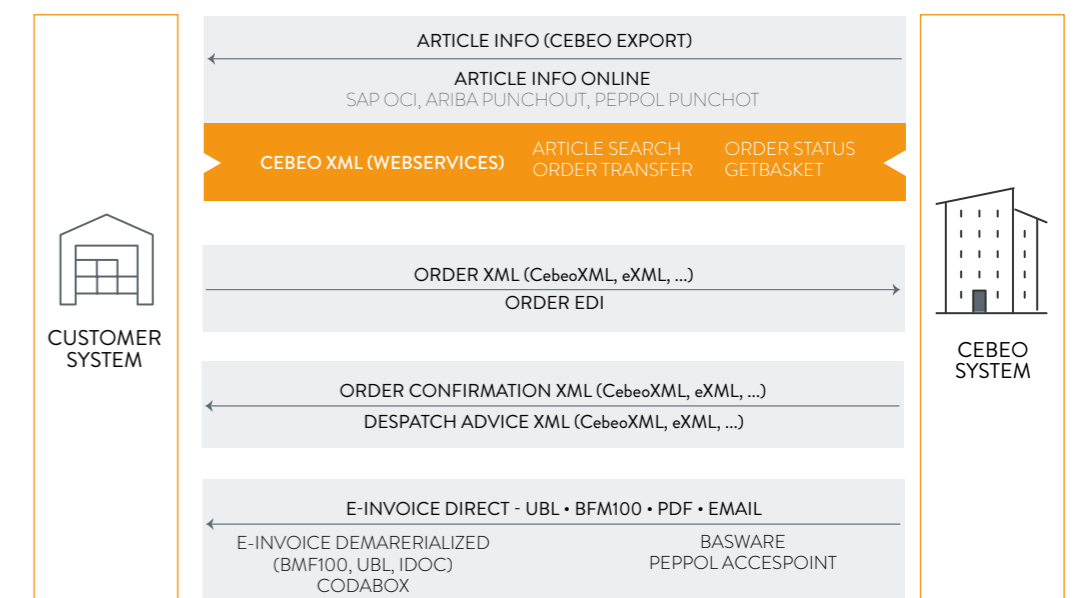 ARTICLE INFO (CEBEO EXPORT)
ARTICLE INFO ONLINE
SAP OCI, ARIBA PUNCHOUT, PEPPOL PUNCHOT
CEBEO XML (WEBSERVICES)
ARTICLE SEARCH
ORDER TRANSFER
ORDER STATUS
GETBASKET
CUSTOMER
SYSTEM
ORDER XML (CebeoXML, eXML, ...)
ORDER EDI
CEBEO
SYSTEM
ORDER CONFIRMATION XML (CebeoXML, eXML, ...)
DESPATCH ADVICE XML (CebeoXML, eXML, ...)
E-INVOICE DIRECT - UBL • BFM100 • PDF • EMAIL
E-INVOICE DEMARERIALIZED
(BMF100, UBL, IDOC)
CODABOX
BASWARE
PEPPOL ACCESPOINT